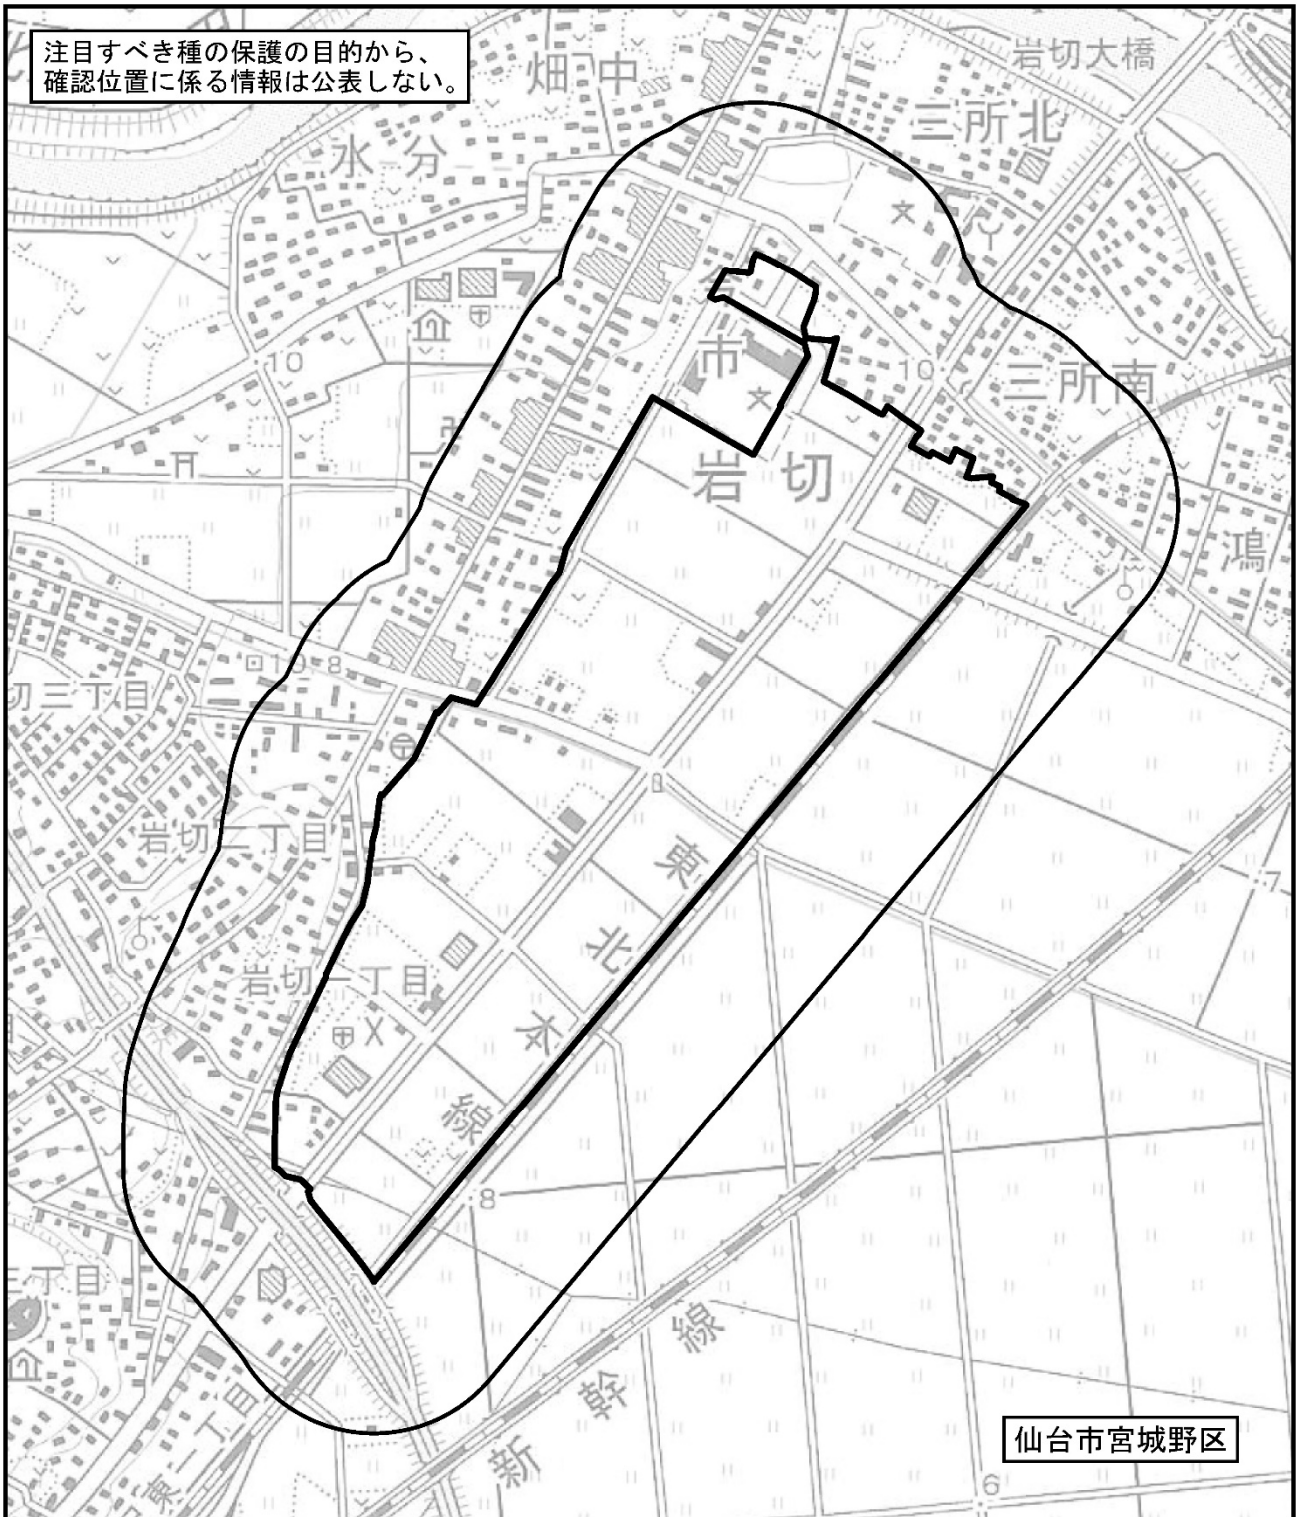 注目すべき種の保護の目的から、
確認位置に係る情報は公表しない。
畑中
岩切大橋
三所北
水分
今
市
10
10
三所南
岩切
鴻
10.8
切三丁目
岩切二丁目
東
北
本
線
7
岩切一丁目
8
三丁目
新幹線
東二丁目
仙台市宮城野区
6